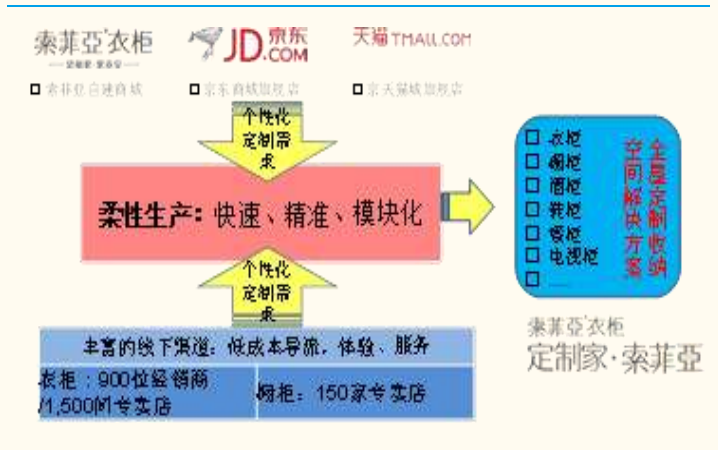 索菲亞衣柜
JD.COM 京东
天猫 TMALL.COM
索菲亚自建商城
京东商城旗舰店
京天猫城旗舰店
个性化
定制需
求
柔性生产：快速、精准、模块化
个性化
定制需
求
丰富的线下渠道：低成本导流，体验、服务
衣柜：900位经销商
/1,500间专卖店
橱柜：150家专卖店
衣柜
橱柜
酒柜
鞋柜
餐柜
电视柜
……
全屋定制收纳
空间解决方案
索菲亞衣柜
定制家·索菲亞